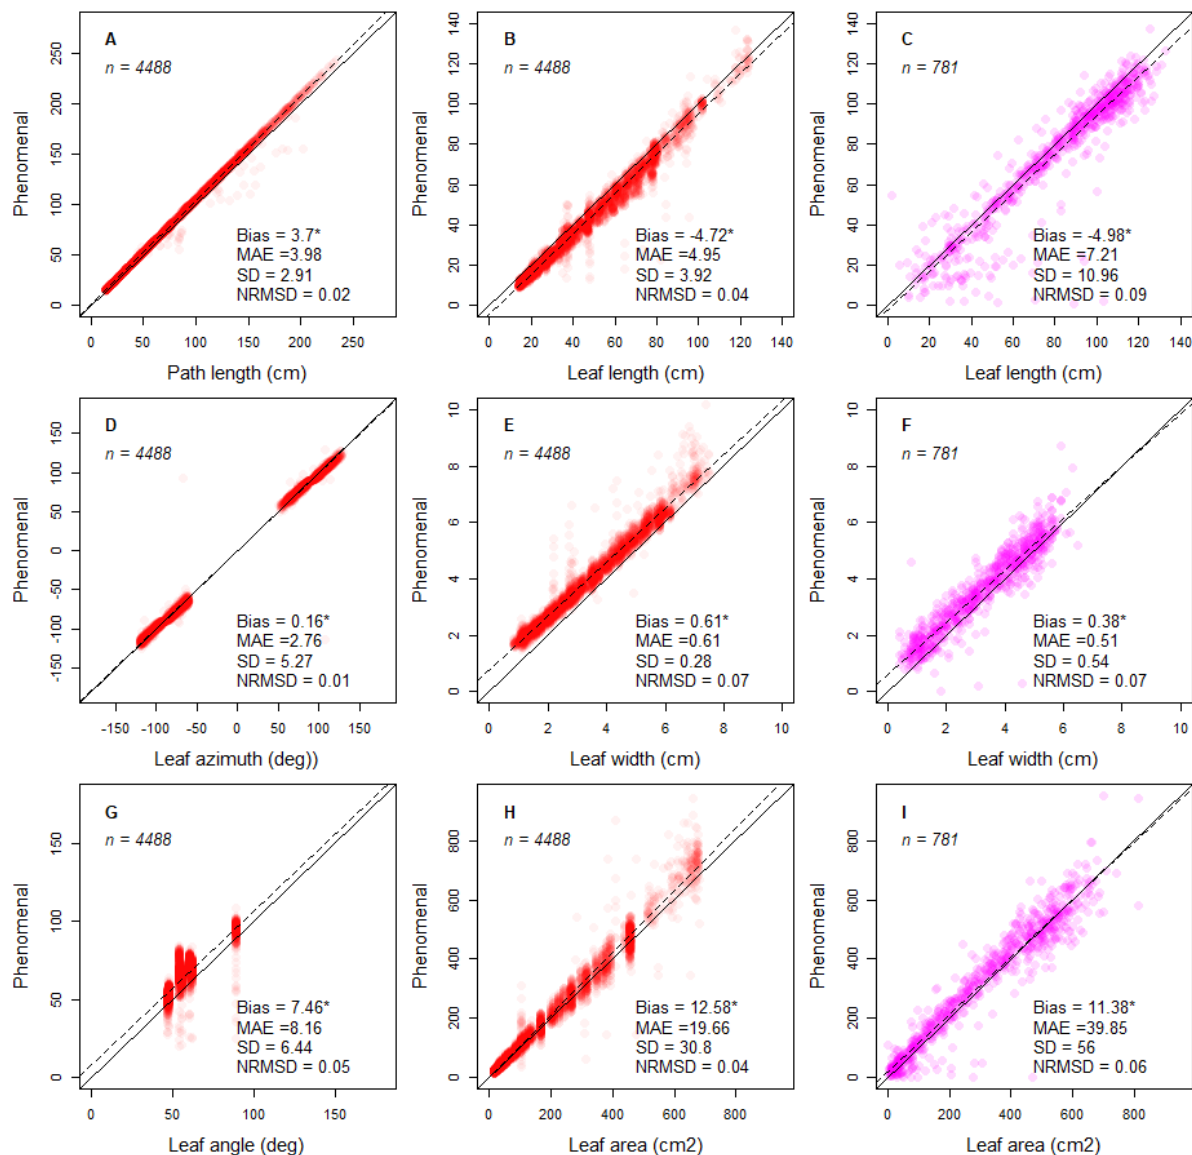 A
n = 4488
Phenomenal
0 50 100 150 200 250
Bias = 3.7*
MAE =3.98
SD = 2.91
NRMSD = 0.02
0 50 100 150 200 250
Path length (cm)
B
n = 4488
Phenomenal
0 20 40 60 80 100 120 140
Bias = -4.72*
MAE =4.95
SD = 3.92
NRMSD = 0.04
0 20 40 60 80 100 120 140
Leaf length (cm)
C
n = 781
Phenomenal
0 20 40 60 80 100 120 140
Bias = -4.98*
MAE =7.21
SD = 10.96
NRMSD = 0.09
0 20 40 60 80 100 120 140
Leaf length (cm)
D
n = 4488
Phenomenal
-150 -100 -50 0 50 100 150
Bias = 0.16*
MAE =2.76
SD = 5.27
NRMSD = 0.01
-150 -100 -50 0 50 100 150
Leaf azimuth (deg))
E
n = 4488
Phenomenal
0 2 4 6 8 10
Bias = 0.61*
MAE =0.61
SD = 0.28
NRMSD = 0.07
0 2 4 6 8 10
Leaf width (cm)
F
n = 781
Phenomenal
0 2 4 6 8 10
Bias = 0.38*
MAE =0.51
SD = 0.54
NRMSD = 0.07
0 2 4 6 8 10
Leaf width (cm)
G
n = 4488
Phenomenal
0 50 100 150
Bias = 7.46*
MAE =8.16
SD = 6.44
NRMSD = 0.05
0 50 100 150
Leaf angle (deg)
H
n = 4488
Phenomenal
0 200 400 600 800
Bias = 12.58*
MAE =19.66
SD = 30.8
NRMSD = 0.04
0 200 400 600 800
Leaf area (cm2)
I
n = 781
Phenomenal
0 200 400 600 800
Bias = 11.38*
MAE =39.85
SD = 56
NRMSD = 0.06
0 200 400 600 800
Leaf area (cm2)